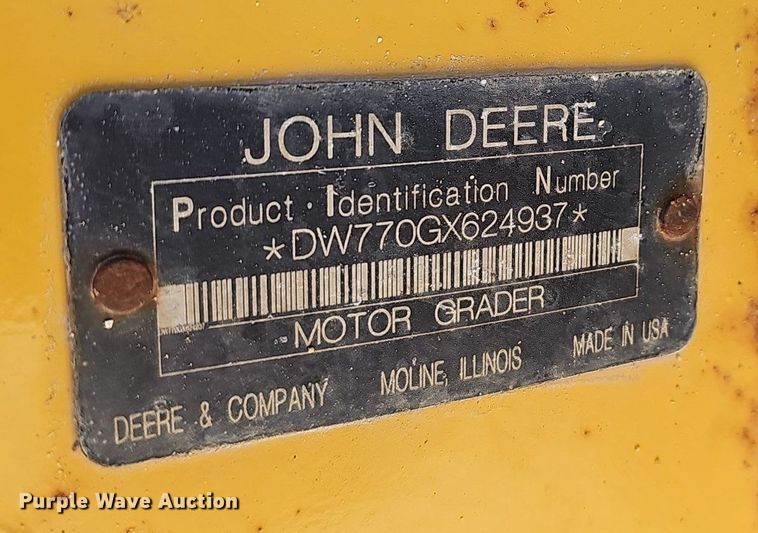 JOHN DEERE
Product Identification Number
*DW770GX624937*
MOTOR GRADER
DEERE & COMPANY MOLINE, ILLINOIS MADE IN USA
Purple Wave Auction